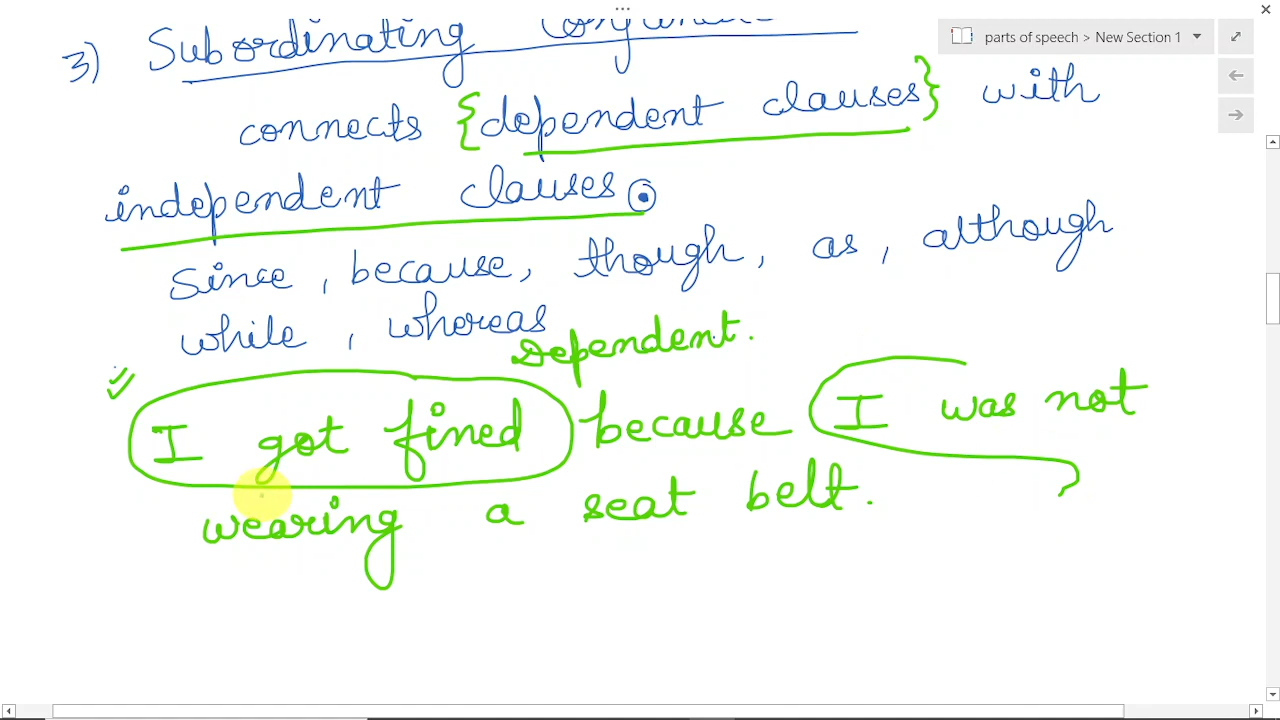 parts of speech > New Section 1
3) Subordinating
connects {dependent clauses} with
independent clauses.
Since, because, though, as, although
while, whereas
Dependent.
I got fined because I was not
wearing a seat belt.